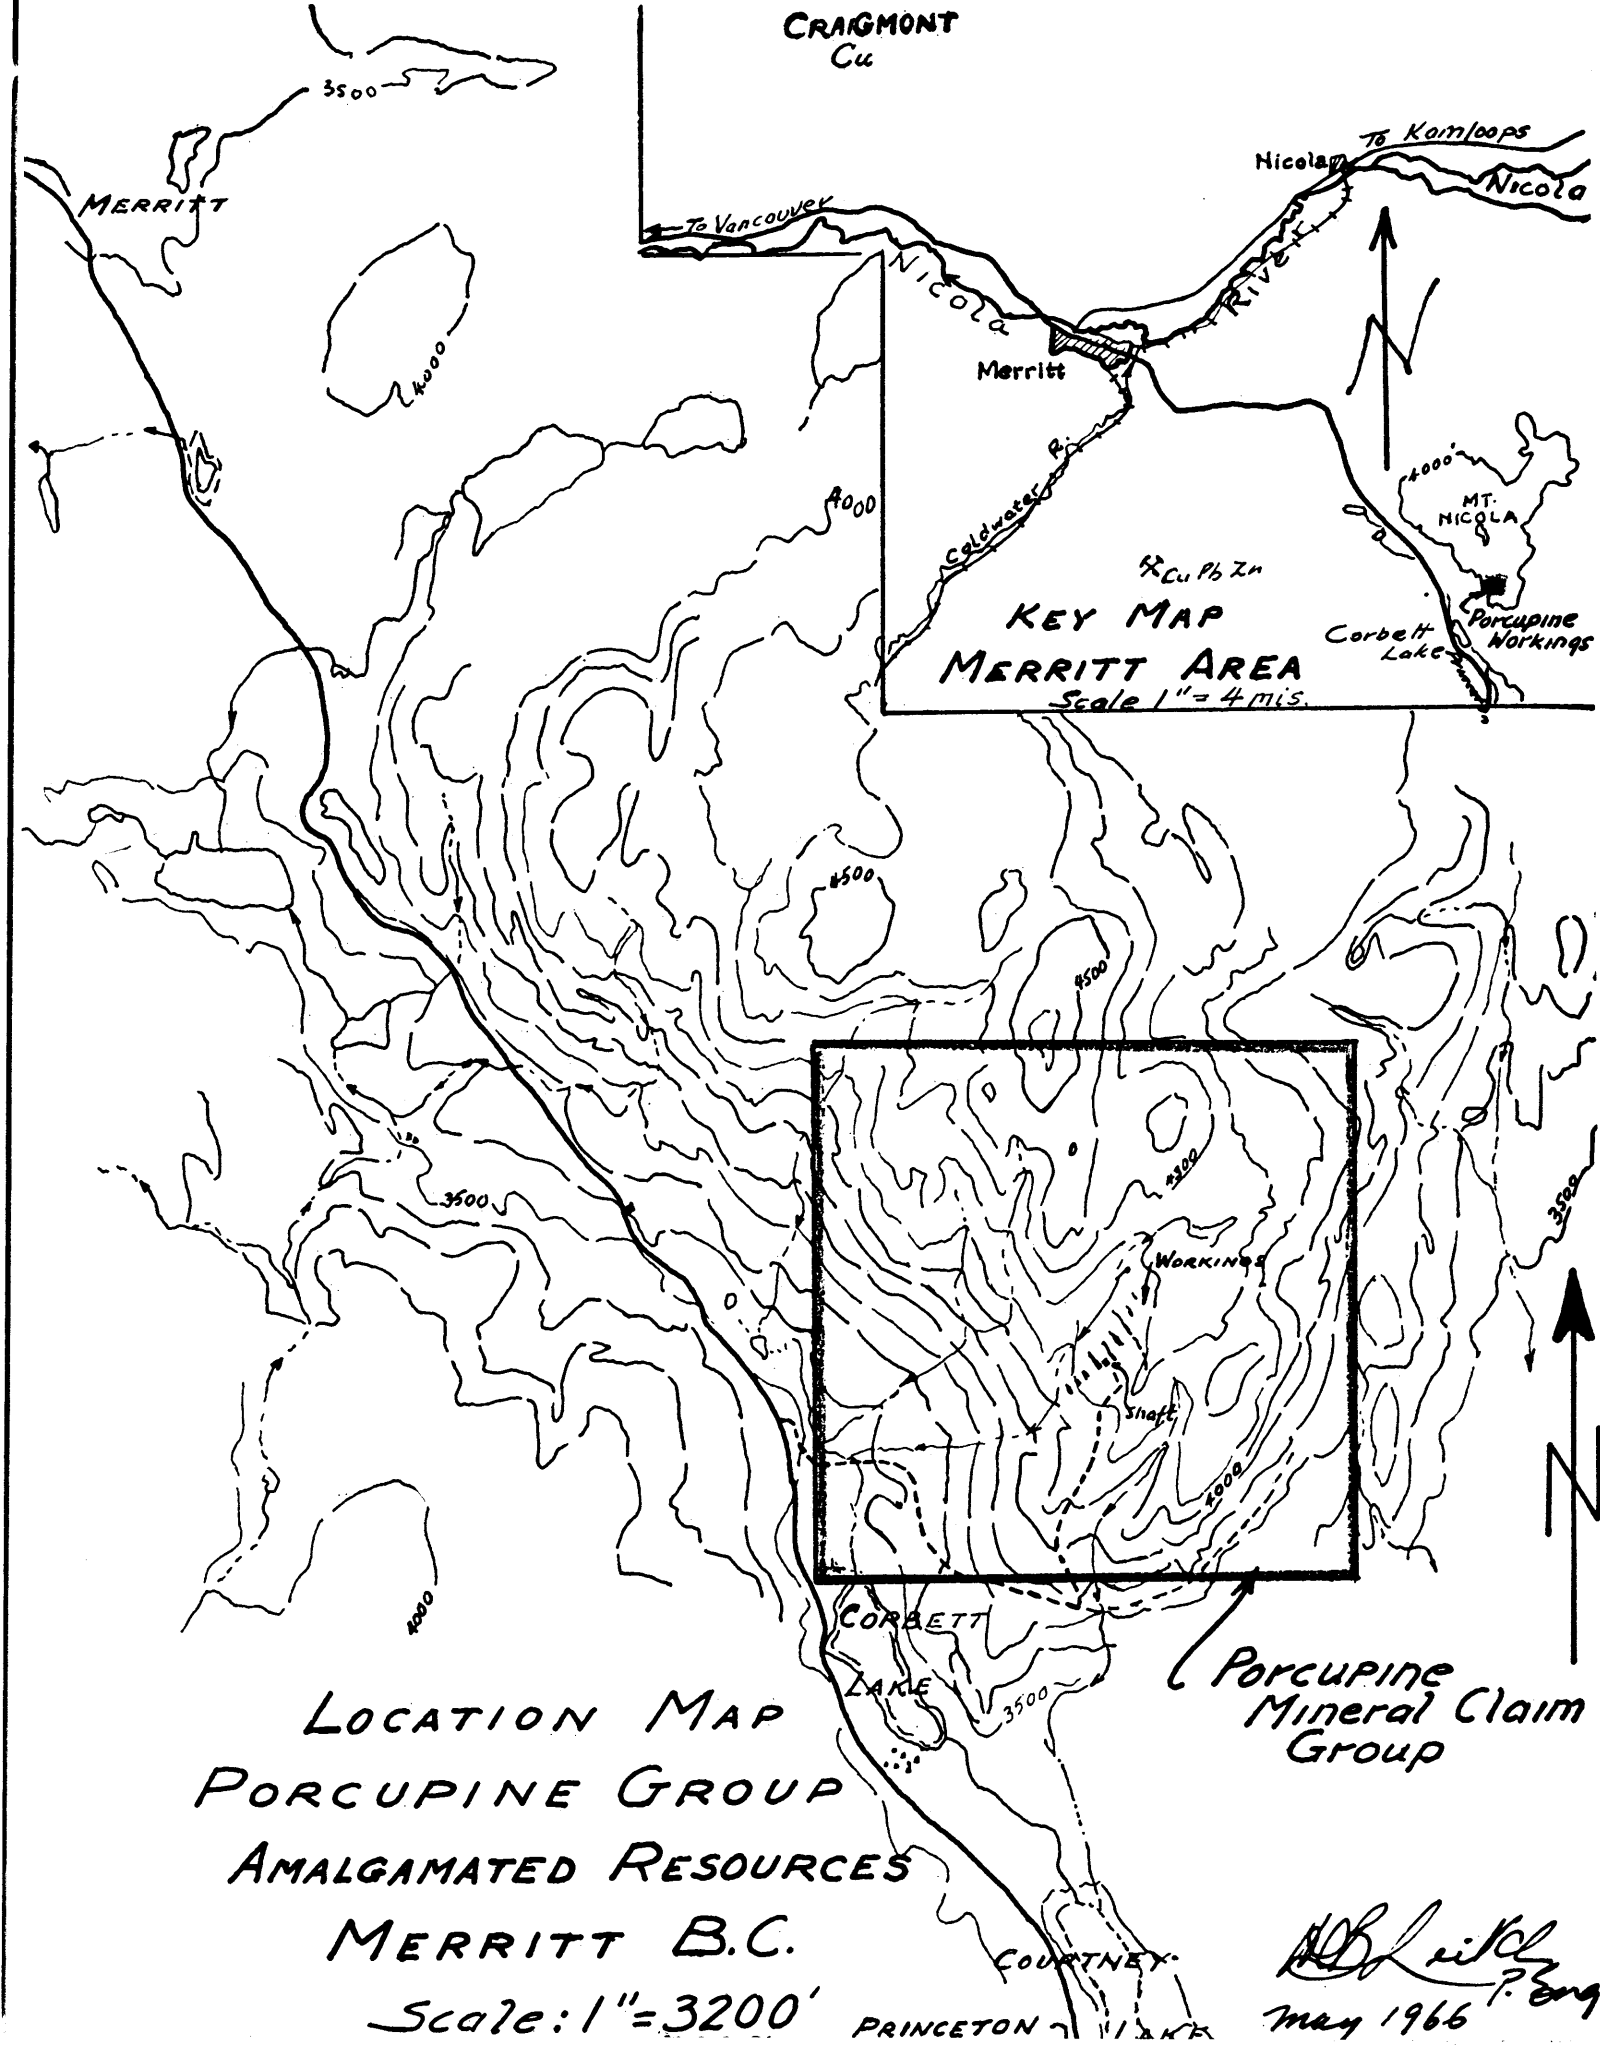 CRAIGMONT
Cu
3500
To Kamloops
Nicola
Nicola
MERRITT
To Vancouver
NICOLA
River
N
Merritt
4000
4000'
R.
4000
MT.
NICOLA
Coldwater
Cu Pb Zn
KEY MAP
Porcupine
Workings
Corbett
Lake
MERRITT AREA
Scale 1"=4 mis.
4500
4500
4300
3500
3500
WORKINGS
Shaft
4000
N
4000
CORBETT
LAKE
3500
Porcupine
Mineral Claim
Group
LOCATION MAP
PORCUPINE GROUP
AMALGAMATED RESOURCES
MERRITT B.C.
Scale: 1"=3200'
COURTNEY
LAKE
PRINCETON
P. Eng
May 1966